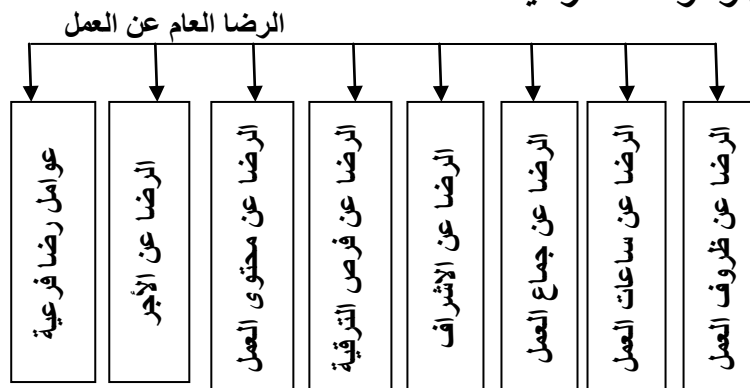 الرضا العام عن العمل
الرضا عن ظروف العمل
الرضا عن ساعات العمل
الرضا عن جماع العمل
الرضا عن الاشراف
الرضا عن فرص الترقية
الرضا عن محتوى العمل
الرضا عن الأجر
عوامل رضا فرعية